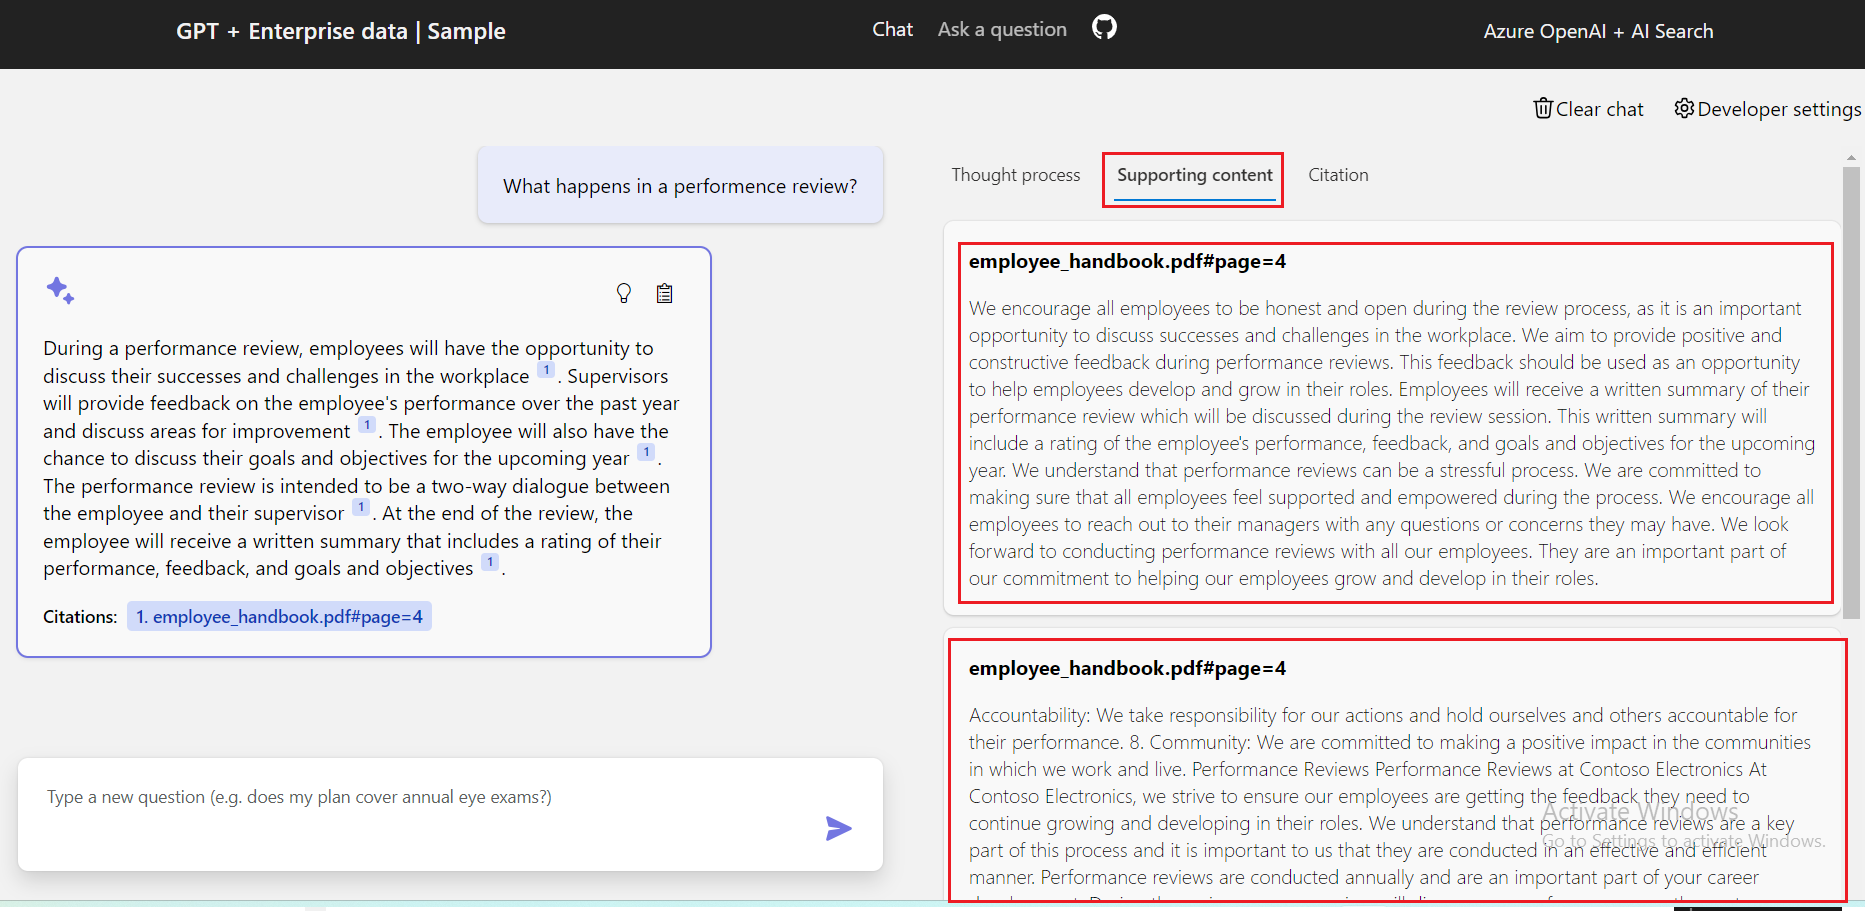 GPT + Enterprise data | Sample
Chat
Ask a question
Azure OpenAI + AI Search
Clear chat
Developer settings
What happens in a performence review?
During a performance review, employees will have the opportunity to
discuss their successes and challenges in the workplace 1 . Supervisors
will provide feedback on the employee's performance over the past year
and discuss areas for improvement 1 . The employee will also have the
chance to discuss their goals and objectives for the upcoming year 1 .
The performance review is intended to be a two-way dialogue between
the employee and their supervisor 1 . At the end of the review, the
employee will receive a written summary that includes a rating of their
performance, feedback, and goals and objectives 1 .
Citations: 1. employee_handbook.pdf#page=4
Type a new question (e.g. does my plan cover annual eye exams?)
Thought process
Supporting content
Citation
employee_handbook.pdf#page=4
We encourage all employees to be honest and open during the review process, as it is an important
opportunity to discuss successes and challenges in the workplace. We aim to provide positive and
constructive feedback during performance reviews. This feedback should be used as an opportunity
to help employees develop and grow in their roles. Employees will receive a written summary of their
performance review which will be discussed during the review session. This written summary will
include a rating of the employee's performance, feedback, and goals and objectives for the upcoming
year. We understand that performance reviews can be a stressful process. We are committed to
making sure that all employees feel supported and empowered during the process. We encourage all
employees to reach out to their managers with any questions or concerns they may have. We look
forward to conducting performance reviews with all our employees. They are an important part of
our commitment to helping our employees grow and develop in their roles.
employee_handbook.pdf#page=4
Accountability: We take responsibility for our actions and hold ourselves and others accountable for
their performance. 8. Community: We are committed to making a positive impact in the communities
in which we work and live. Performance Reviews Performance Reviews at Contoso Electronics At
Contoso Electronics, we strive to ensure our employees are getting the feedback they need to
continue growing and developing in their roles. We understand that performance reviews are a key
part of this process and it is important to us that they are conducted in an effective and efficient
manner. Performance reviews are conducted annually and are an important part of your career
Activate Windows
Go to Settings to activate Windows.